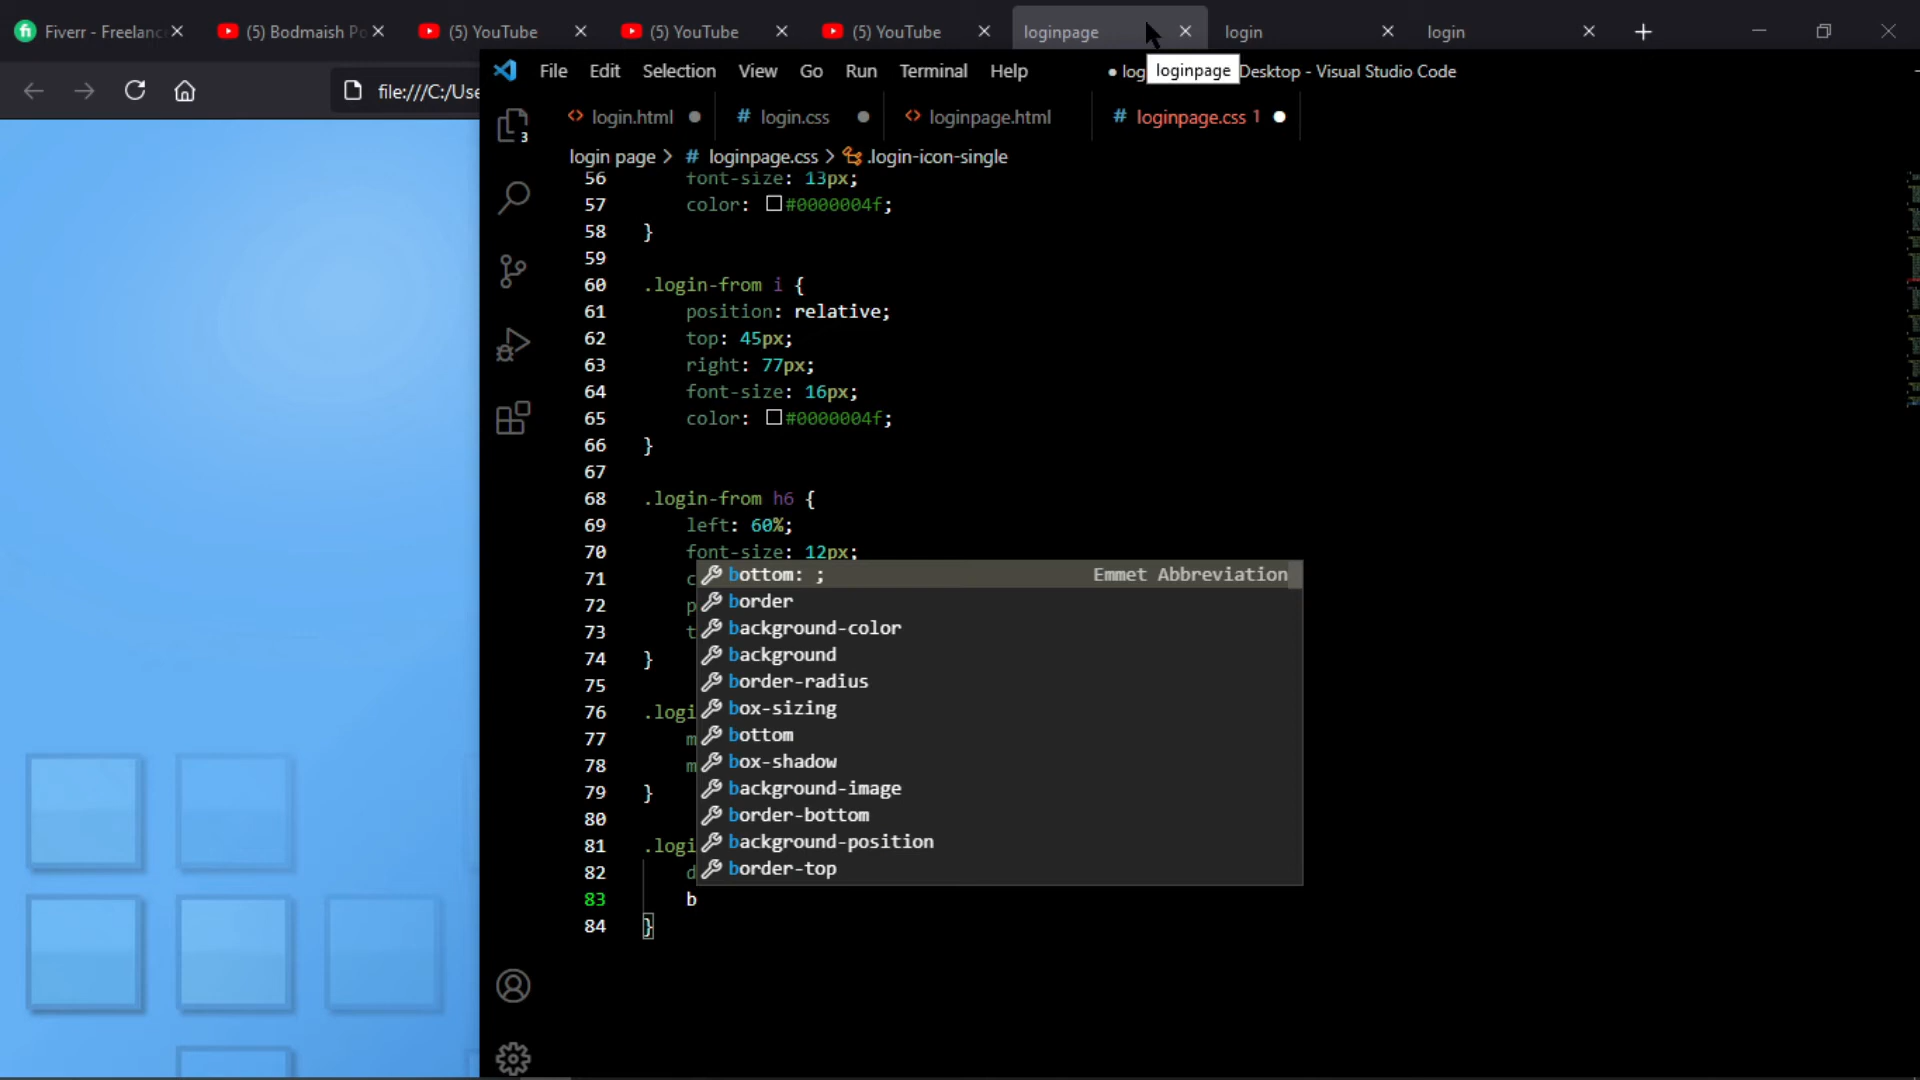 Fiverr - Freelanc
(5) Bodmaish Po
(5) YouTube
(5) YouTube
(5) YouTube
loginpage
login
login
file:///C:/Use
File Edit Selection View Go Run Terminal Help
● log
loginpage
Desktop - Visual Studio Code
login.html
# login.css
loginpage.html
# loginpage.css 1
login page > # loginpage.css > .login-icon-single
3
56 font-size: 13px;
57 color: #0000004f;
58 }
59
60 .login-from i {
61 position: relative;
62 top: 45px;
63 right: 77px;
64 font-size: 16px;
65 color: #0000004f;
66 }
67
68 .login-from h6 {
69 left: 60%;
70 font-size: 12px;
71 c
72 p
73 t
74 }
75
76 .logi
77 m
78 m
79 }
80
81 .logi
82 d
83 b
84 }
bottom: ; Emmet Abbreviation
border
background-color
background
border-radius
box-sizing
bottom
box-shadow
background-image
border-bottom
background-position
border-top